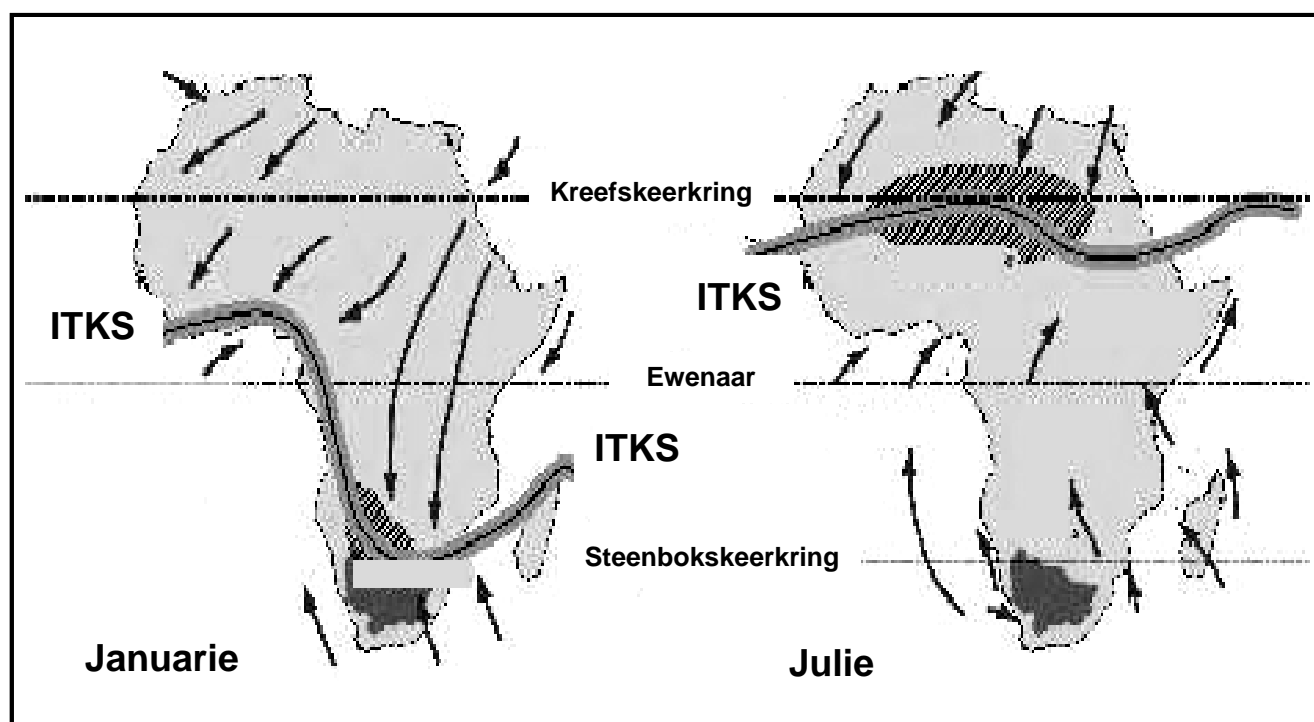 Kreefskeerkring
ITKS
ITKS
Ewenaar
ITKS
Steenbokskeerkring
Januarie
Julie